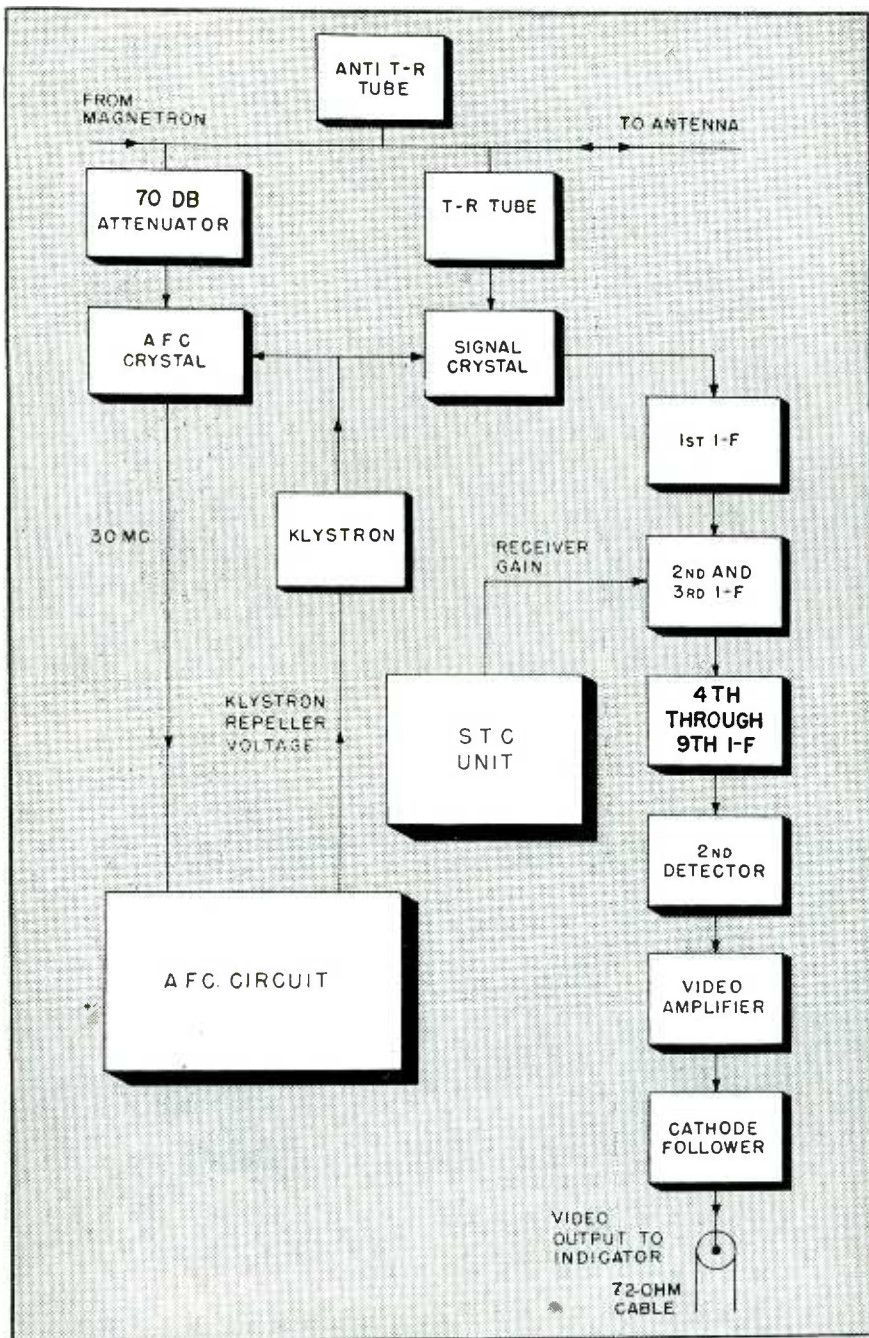 ANTI T-R
TUBE
FROM
MAGNETRON
TO ANTENNA
70 DB
ATTENUATOR
T-R TUBE
A F C
CRYSTAL
SIGNAL
CRYSTAL
1ST I-F
30 MC
KLYSTRON
RECEIVER
GAIN
2ND AND
3RD I-F
KLYSTRON
REPELLER
VOLTAGE
S T C
UNIT
4TH
THROUGH
9TH I-F
2ND
DETECTOR
A F C. CIRCUIT
VIDEO
AMPLIFIER
CATHODE
FOLLOWER
VIDEO
OUTPUT TO
INDICATOR
72-OHM
CABLE